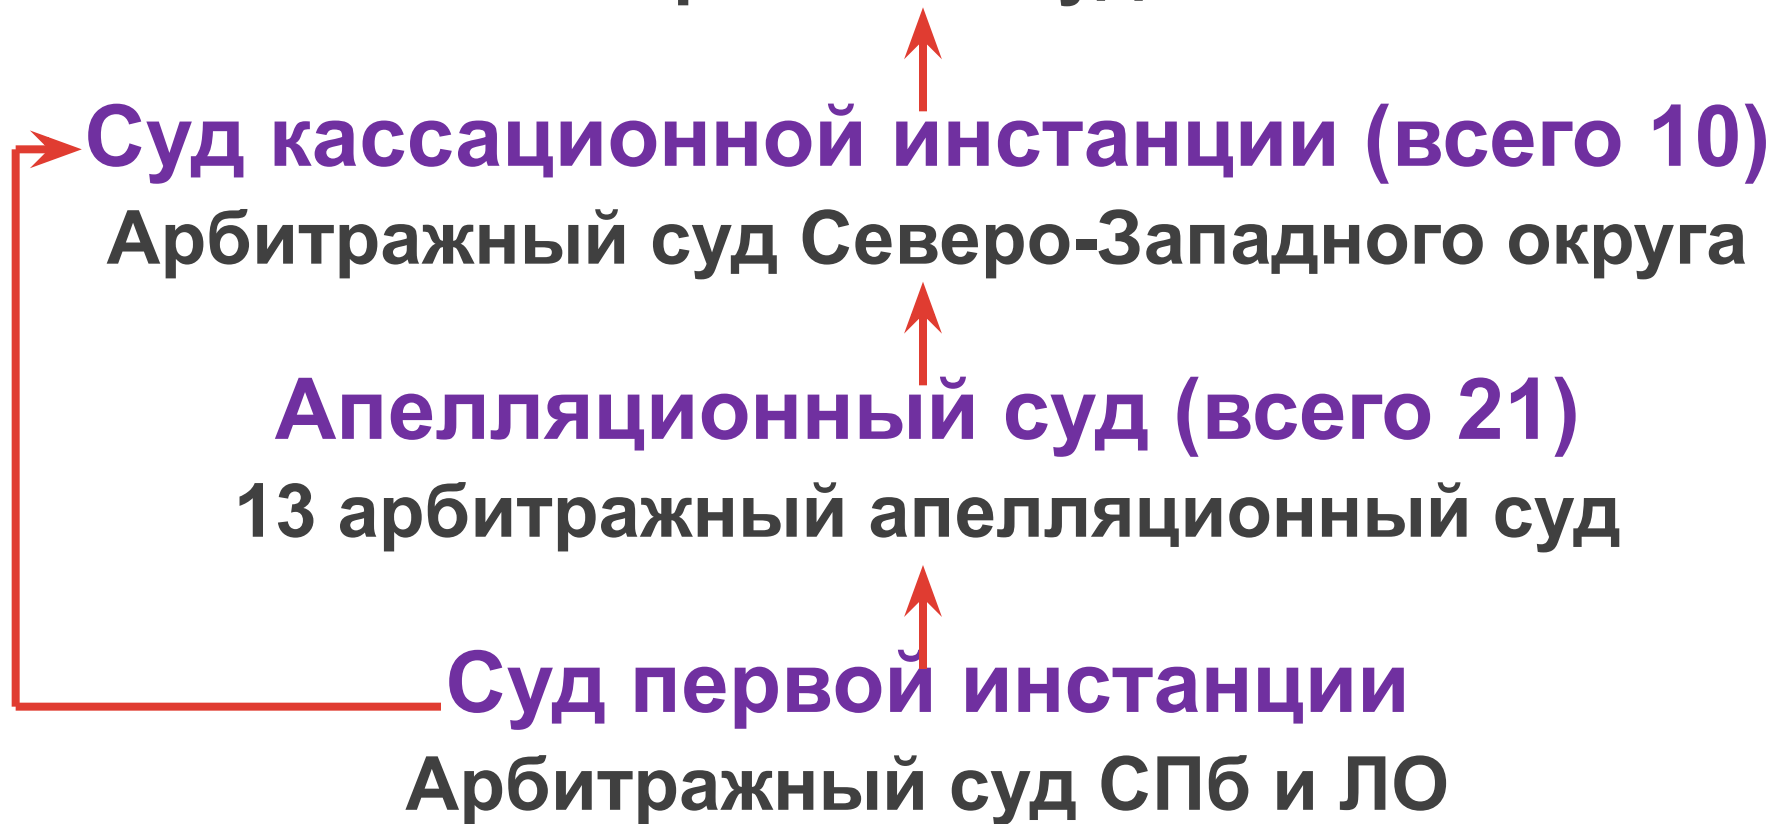 Суд кассационной инстанции (всего 10)
Арбитражный суд Северо-Западного округа
Апелляционный суд (всего 21)
13 арбитражный апелляционный суд
Суд первой инстанции
Арбитражный суд СПб и ЛО